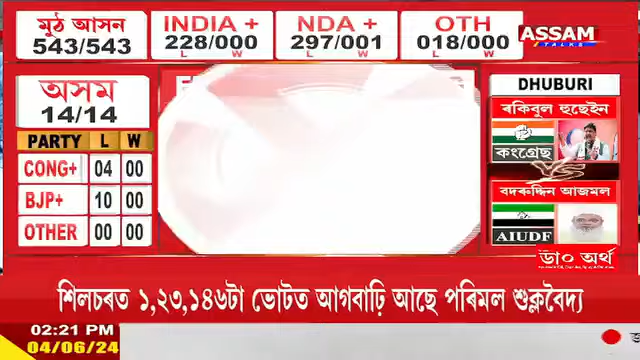 মুঠ আসন
543/543
INDIA +
228/000
L W
NDA +
297/001
L W
OTH
018/000
L W
ASSAM
TALKS
অসম
14/14
PARTY L W
CONG+ 04 00
BJP+ 10 00
OTHER 00 00
DHUBURI
ৰকিবুল হুছেইন
কংগ্ৰেছ
VS
বদৰুদ্দিন আজমল
AIUDF
ডা০ অৰ্থ
শিলচৰত ১,২৩,১৪৬টা ভোটত আগবাঢ়ি আছে পৰিমল শুক্লবৈদ্য
02:21 PM
04/06/24